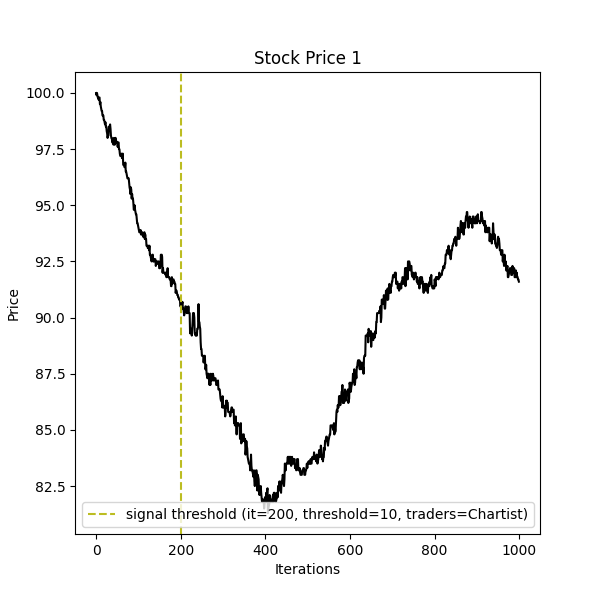 Stock Price 1
100.0
97.5
95.0
92.5
90.0
87.5
85.0
82.5
Price
signal threshold (it=200, threshold=10, traders=Chartist)
0 200 400 600 800 1000
Iterations